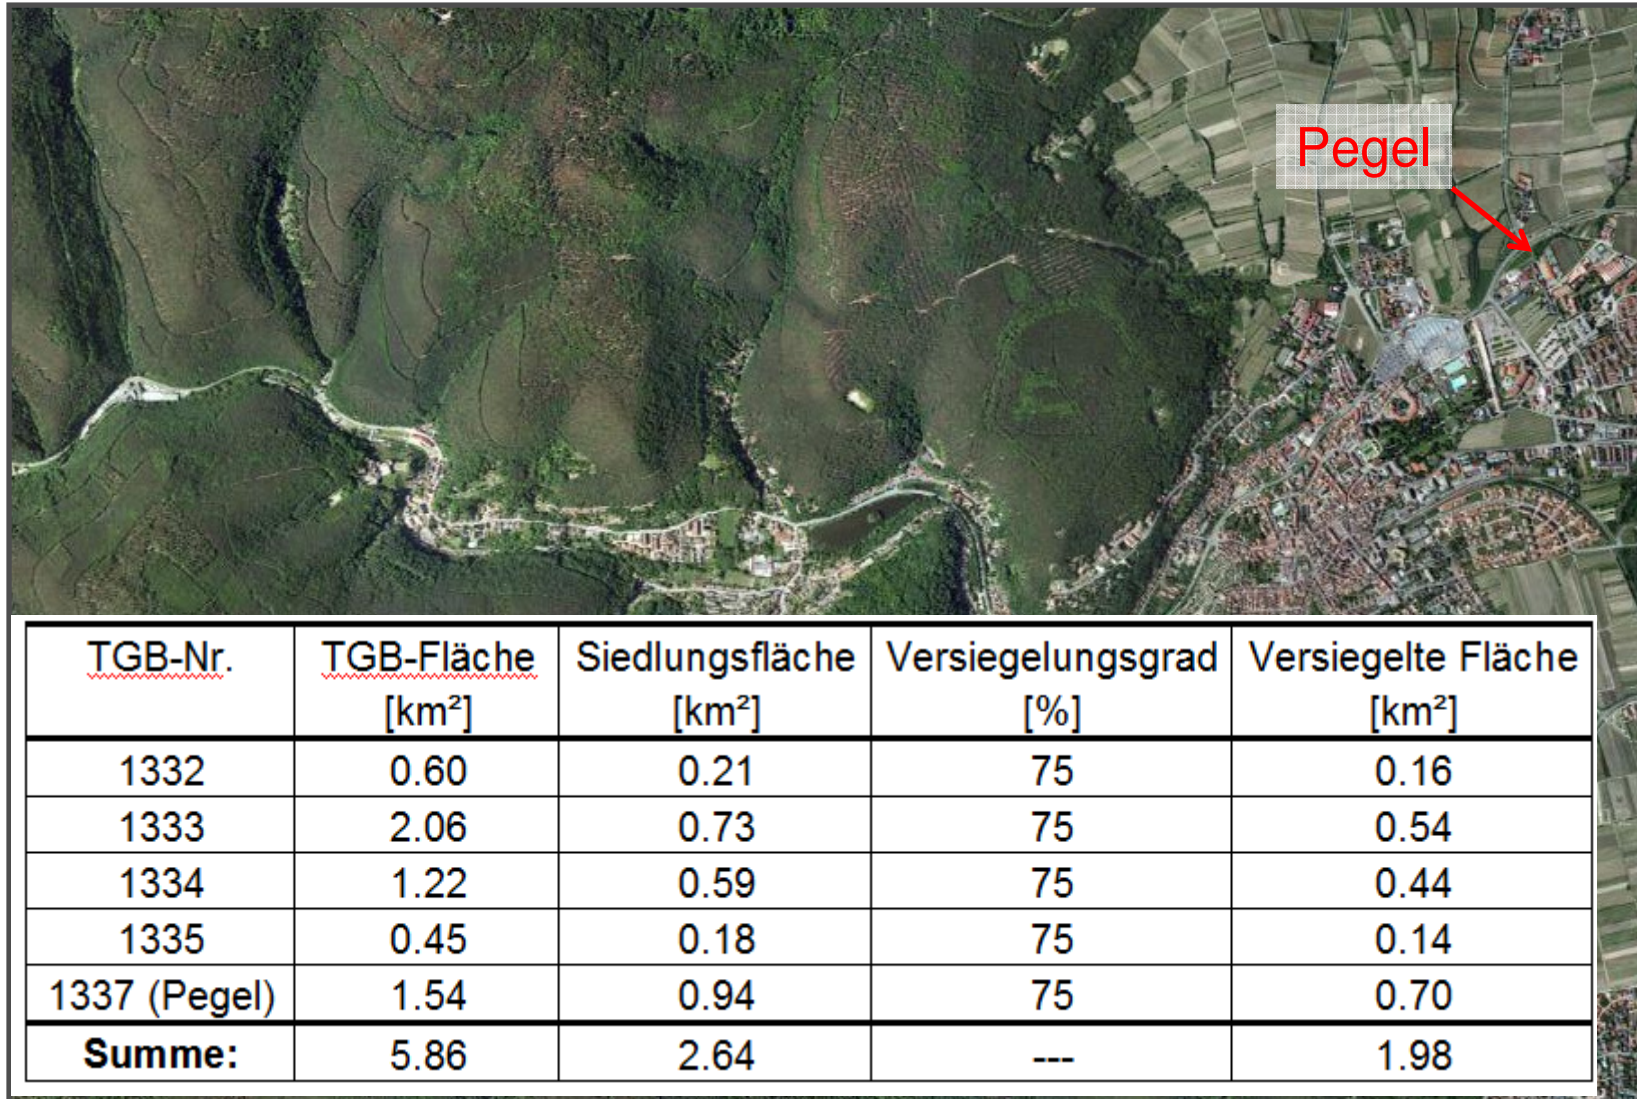 Pegel
TGB-Nr. TGB-Fläche Siedlungsfläche Versiegelungsgrad Versiegelte Fläche
[km²] [km²] [%] [km²]
1332 0.60 0.21 75 0.16
1333 2.06 0.73 75 0.54
1334 1.22 0.59 75 0.44
1335 0.45 0.18 75 0.14
1337 (Pegel) 1.54 0.94 75 0.70
Summe: 5.86 2.64 --- 1.98